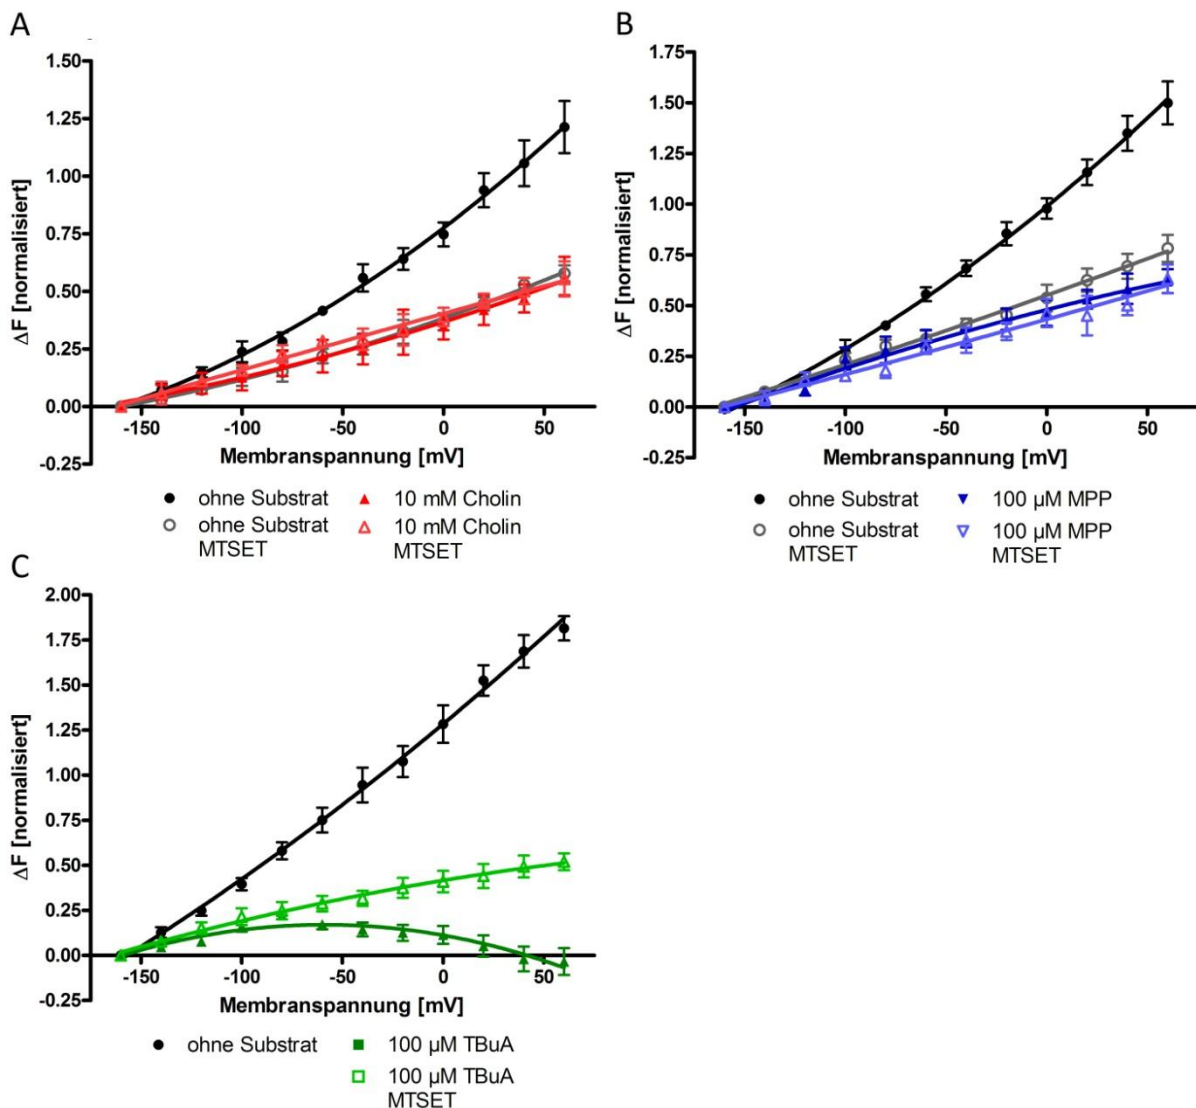 A
1.50
1.25
1.00
0.75
0.50
0.25
0.00
-0.25
ΔF [normalisiert]
-150 -100 -50 0 50
Membranspannung [mV]
ohne Substrat
ohne Substrat
MTSET
10 mM Cholin
10 mM Cholin
MTSET
B
1.75
1.50
1.25
1.00
0.75
0.50
0.25
0.00
-0.25
ΔF [normalisiert]
-150 -100 -50 0 50
Membranspannung [mV]
ohne Substrat
ohne Substrat
MTSET
100 µM MPP
100 µM MPP
MTSET
C
2.00
1.75
1.50
1.25
1.00
0.75
0.50
0.25
0.00
-0.25
ΔF [normalisiert]
-150 -100 -50 0 50
Membranspannung [mV]
ohne Substrat
100 µM TBuA
100 µM TBuA
MTSET